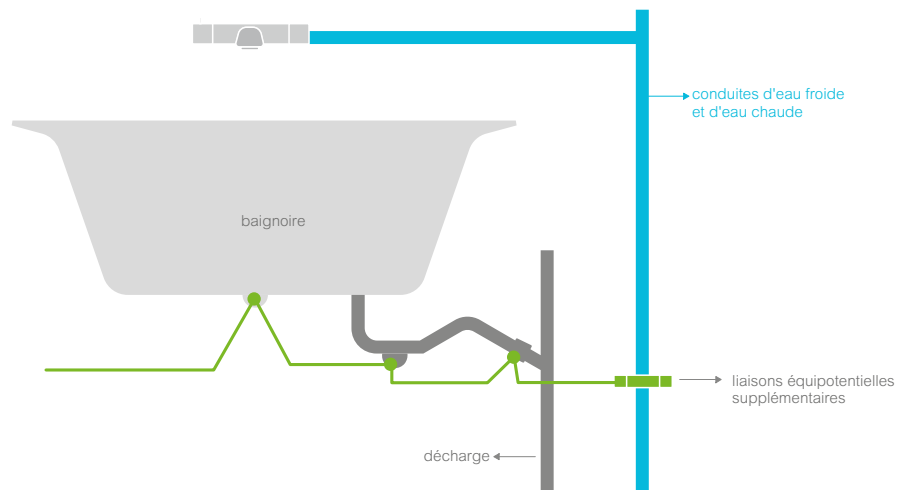 conduites d'eau froide
et d'eau chaude
baignoire
liaisons équipotentielles
supplémentaires
décharge